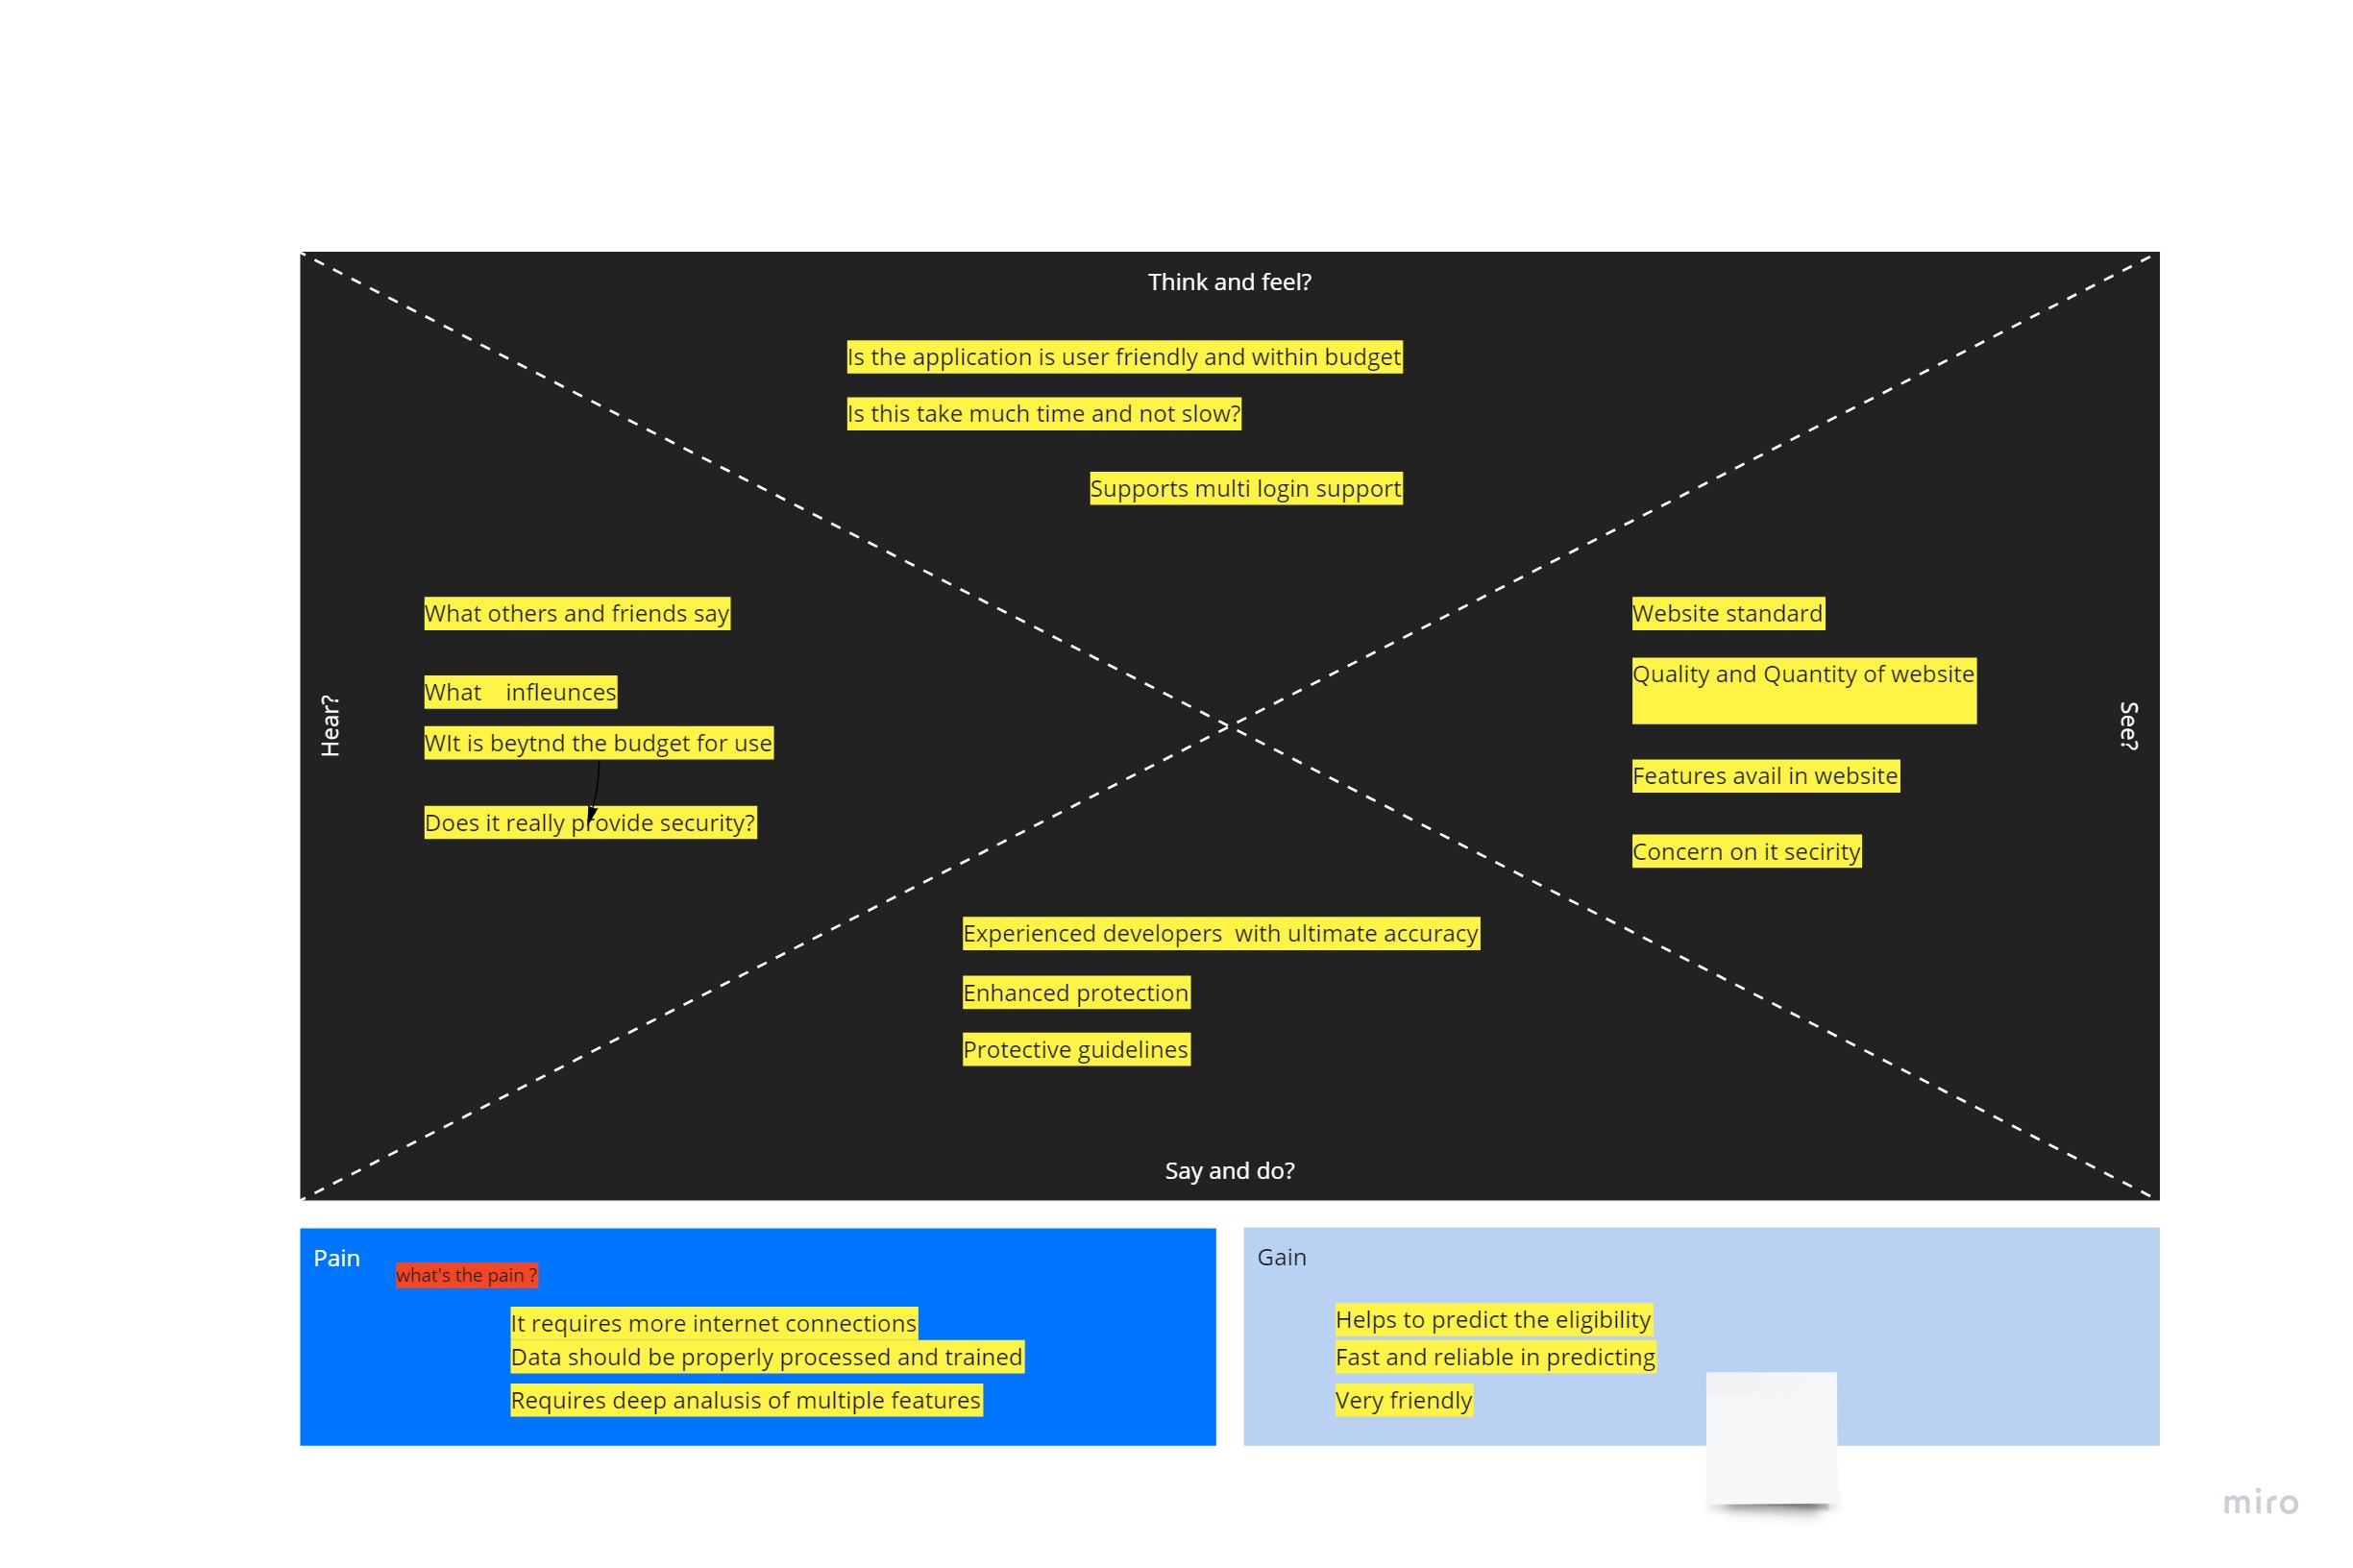 Think and feel?
Is the application is user friendly and within budget
Is this take much time and not slow?
Supports multi login support
Hear?
What others and friends say
What    infleunces
WIt is beytnd the budget for use
Does it really provide security?
Website standard
Quality and Quantity of website
Features avail in website
Concern on it secirity
See?
Experienced developers  with ultimate accuracy
Enhanced protection
Protective guidelines
Say and do?
Pain
what's the pain ?
It requires more internet connections
Data should be properly processed and trained
Requires deep analusis of multiple features
Gain
Helps to predict the eligibility
Fast and reliable in predicting
Very friendly
miro